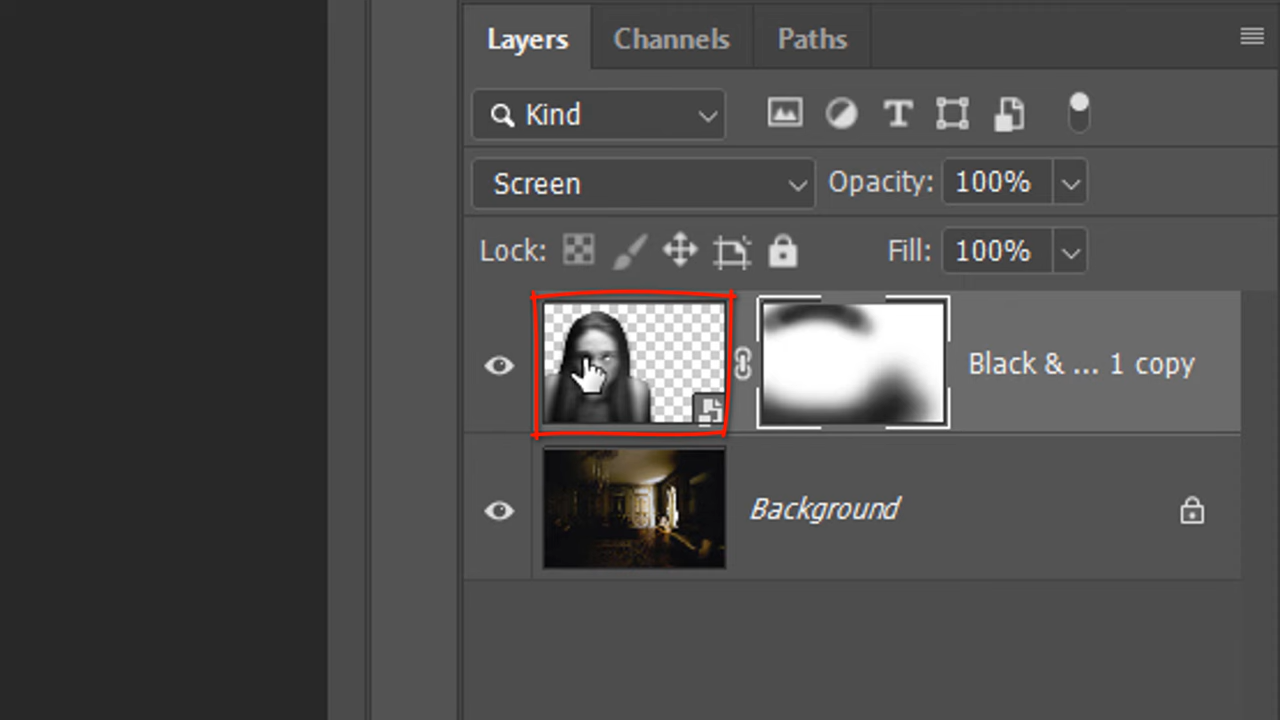 Layers Channels Paths
Kind
Screen Opacity: 100%
Lock: Fill: 100%
Black & ... 1 copy
Background